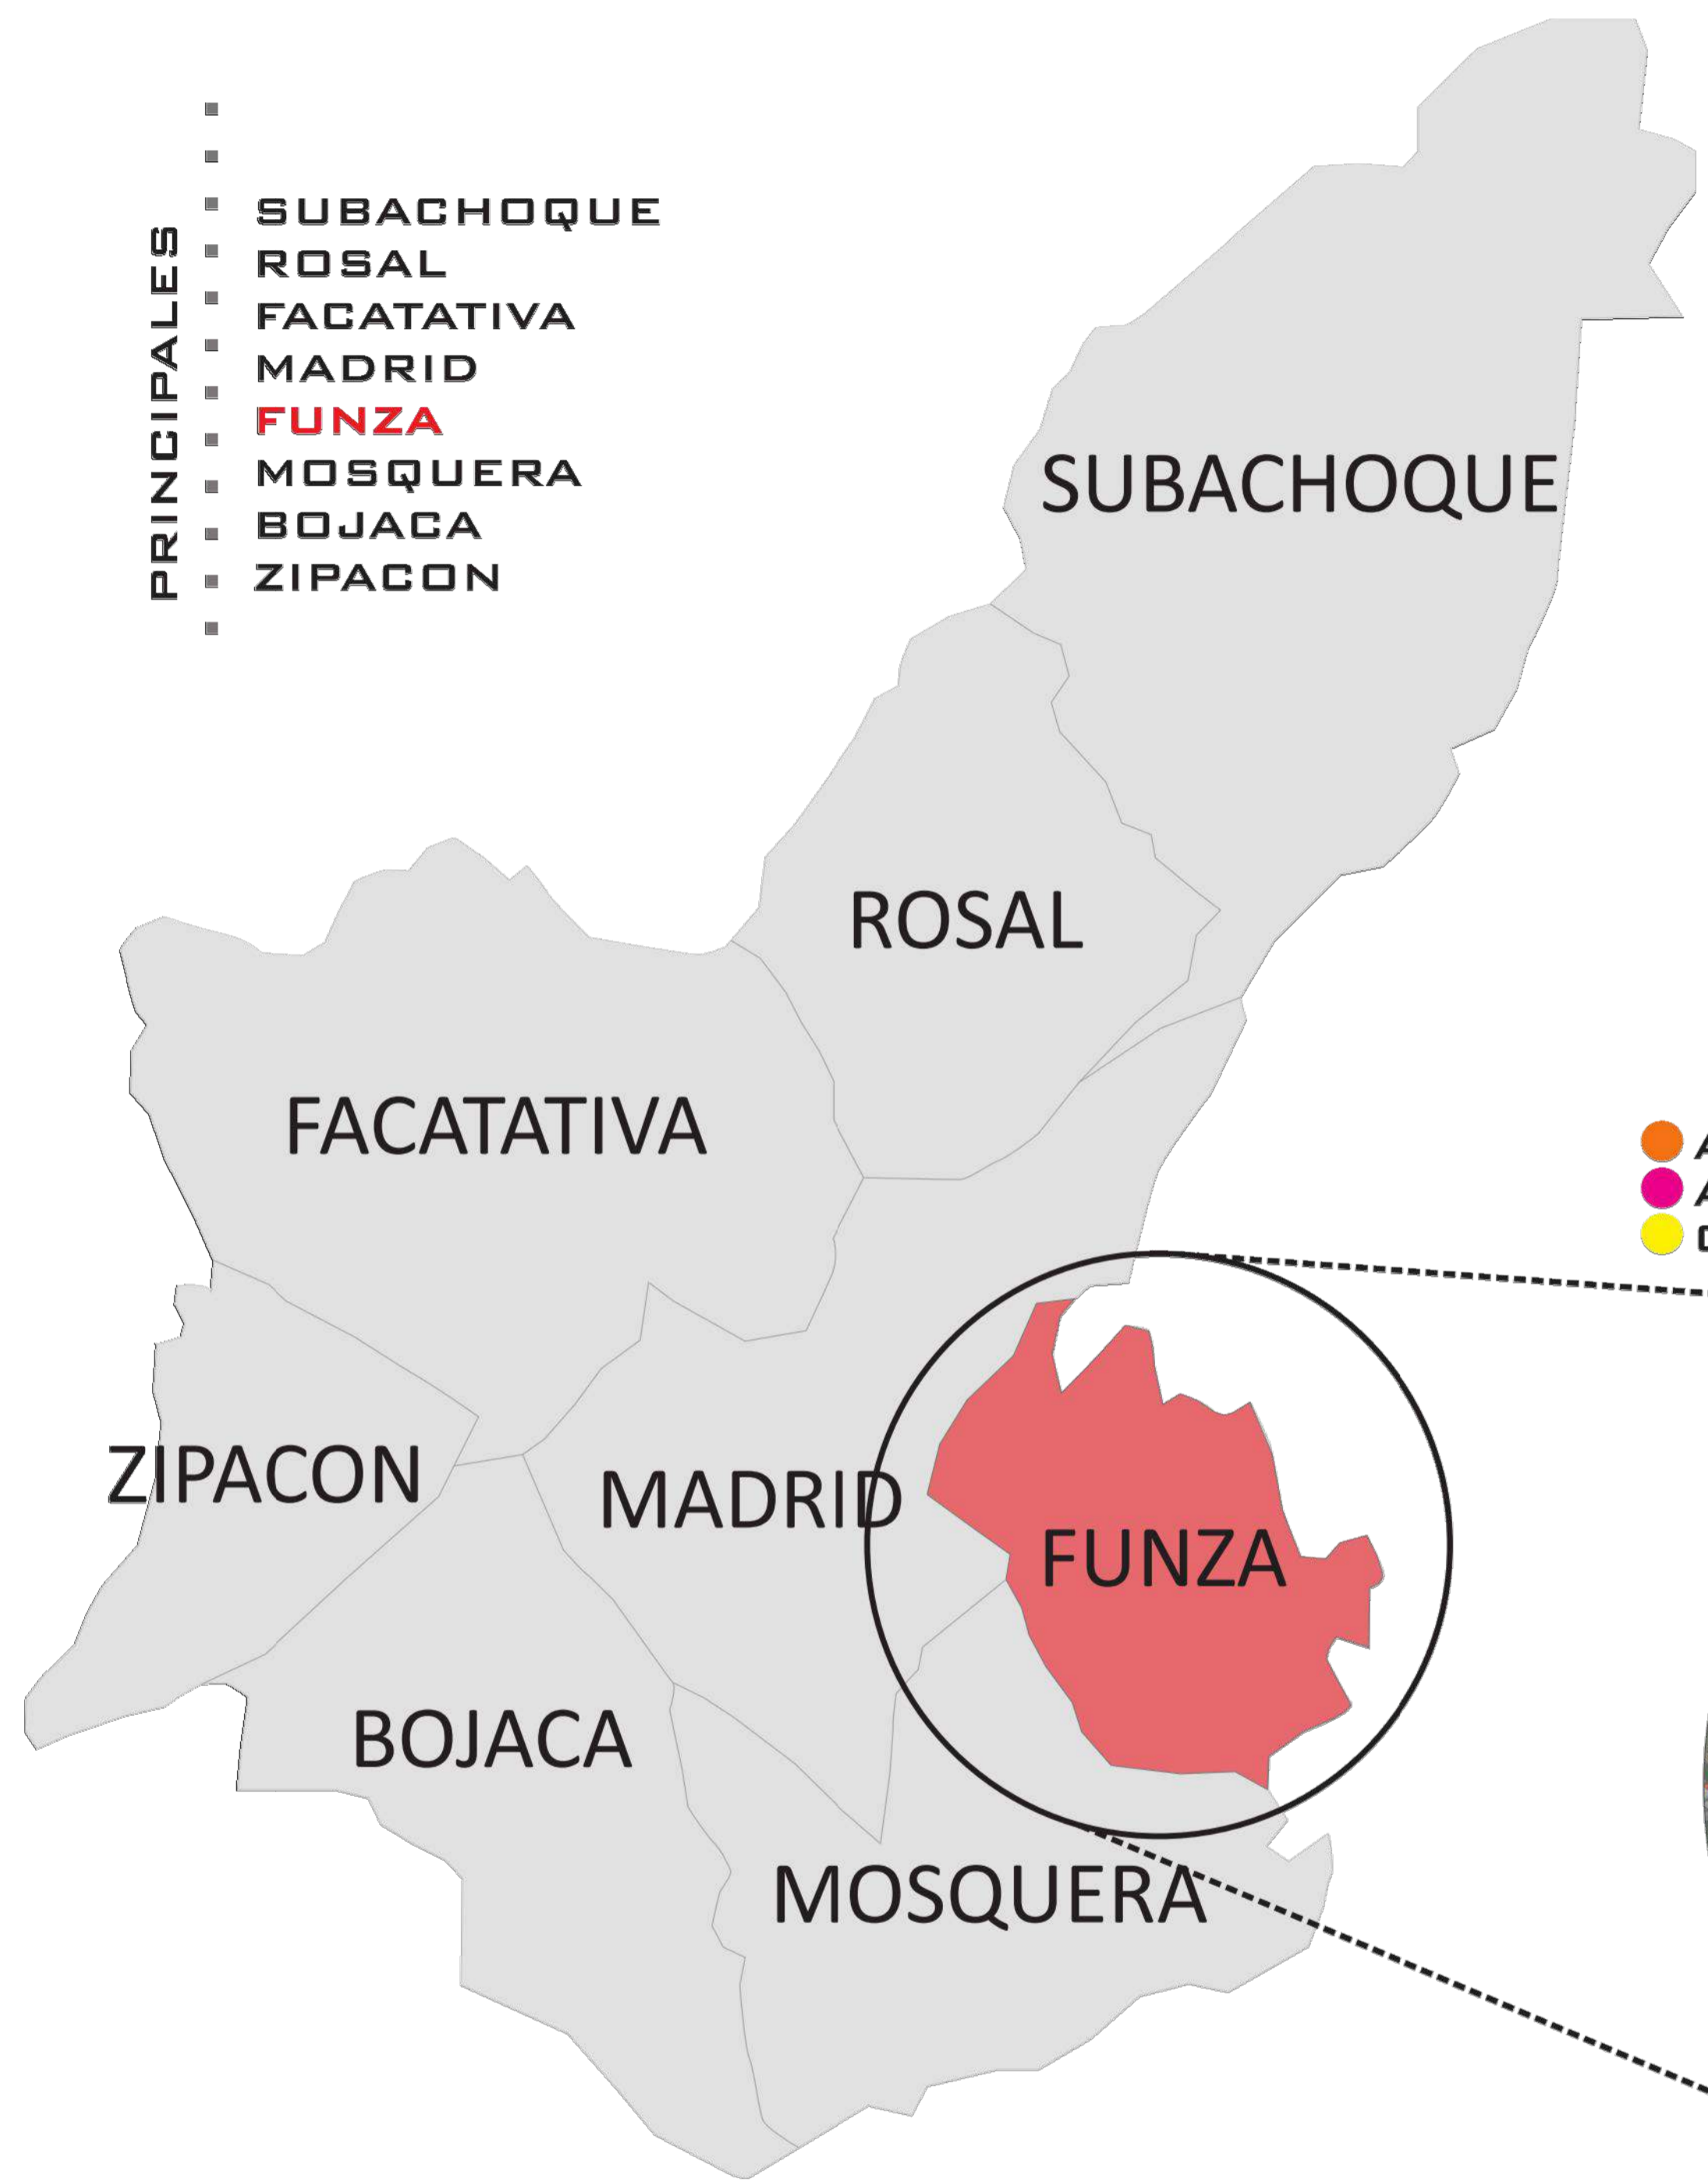 PRINCIPALES
SUBACHOQUE
ROSAL
FACATATIVA
MADRID
FUNZA
MOSQUERA
BOJACA
ZIPACON
SUBACHOQUE
ROSAL
FACATATIVA
ZIPACON
MADRID
FUNZA
BOJACA
MOSQUERA